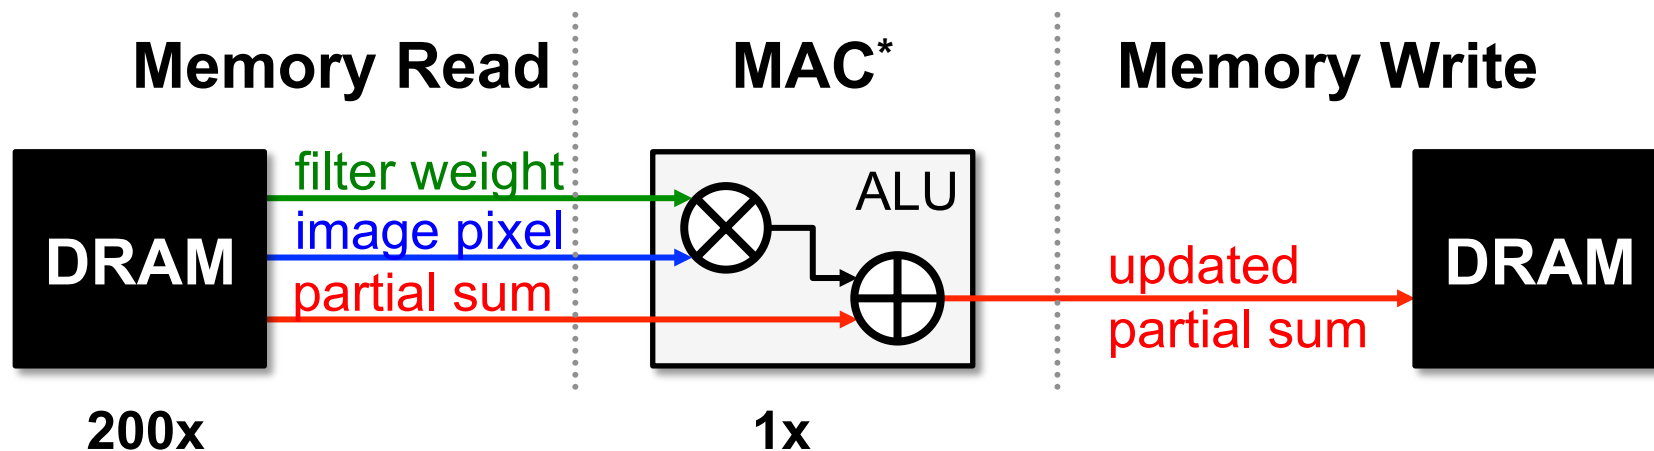 Memory Read
MAC*
Memory Write
DRAM
filter weight
image pixel
partial sum
ALU
updated
partial sum
DRAM
200x
1x